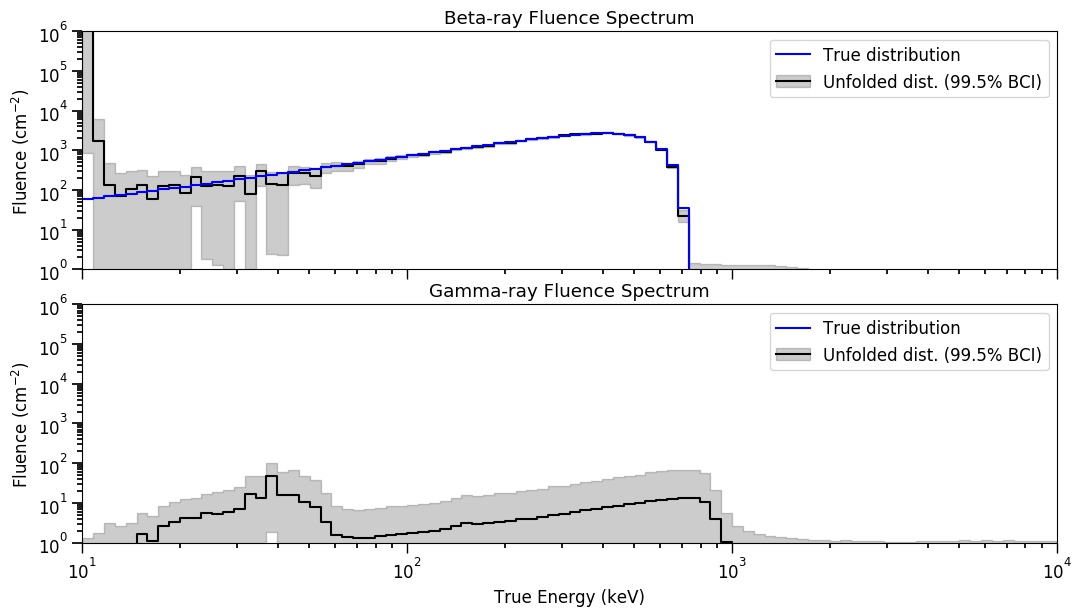 Beta-ray Fluence Spectrum
10⁶
10⁵
10⁴
10³
10²
10¹
10⁰
Fluence (cm⁻²)
True distribution
Unfolded dist. (99.5% BCI)
Gamma-ray Fluence Spectrum
10⁶
10⁵
10⁴
10³
10²
10¹
10⁰
Fluence (cm⁻²)
True distribution
Unfolded dist. (99.5% BCI)
10¹ 10² 10³ 10⁴
True Energy (keV)